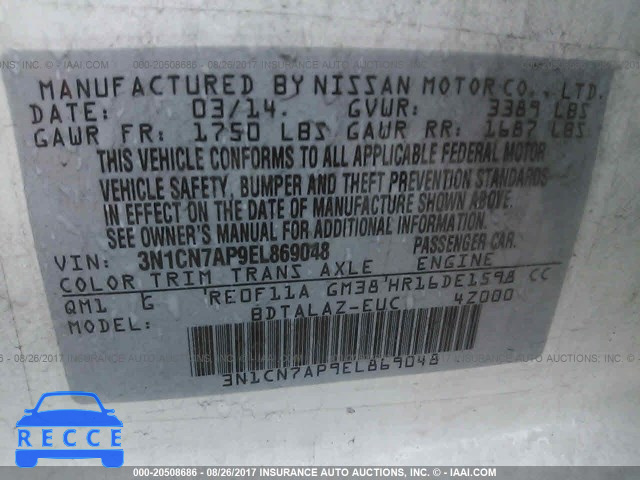 MANUFACTURED BY NISSAN MOTOR CO., LTD.
DATE: 03/14. GVWR: 3389 LBS
GAWR FR: 1750 LBS GAWR RR: 1687 LBS
THIS VEHICLE CONFORMS TO ALL APPLICABLE FEDERAL MOTOR
VEHICLE SAFETY, BUMPER AND THEFT PREVENTION STANDARDS
IN EFFECT ON THE DATE OF MANUFACTURE SHOWN ABOVE.
SEE OWNER'S MANUAL FOR ADDITIONAL INFORMATION.
VIN: 3N1CN7AP9EL869048 PASSENGER CAR.
COLOR TRIM TRANS AXLE ENGINE
QM1 G RE0F11A GM38 HR16DE1598 CC
MODEL: BDTALAZ-EUC 4Z000
3N1CN7AP9EL869048
RECCE
000-20508686 - 08/26/2017 INSURANCE AUTO AUCTIONS - © - IAAI.COM